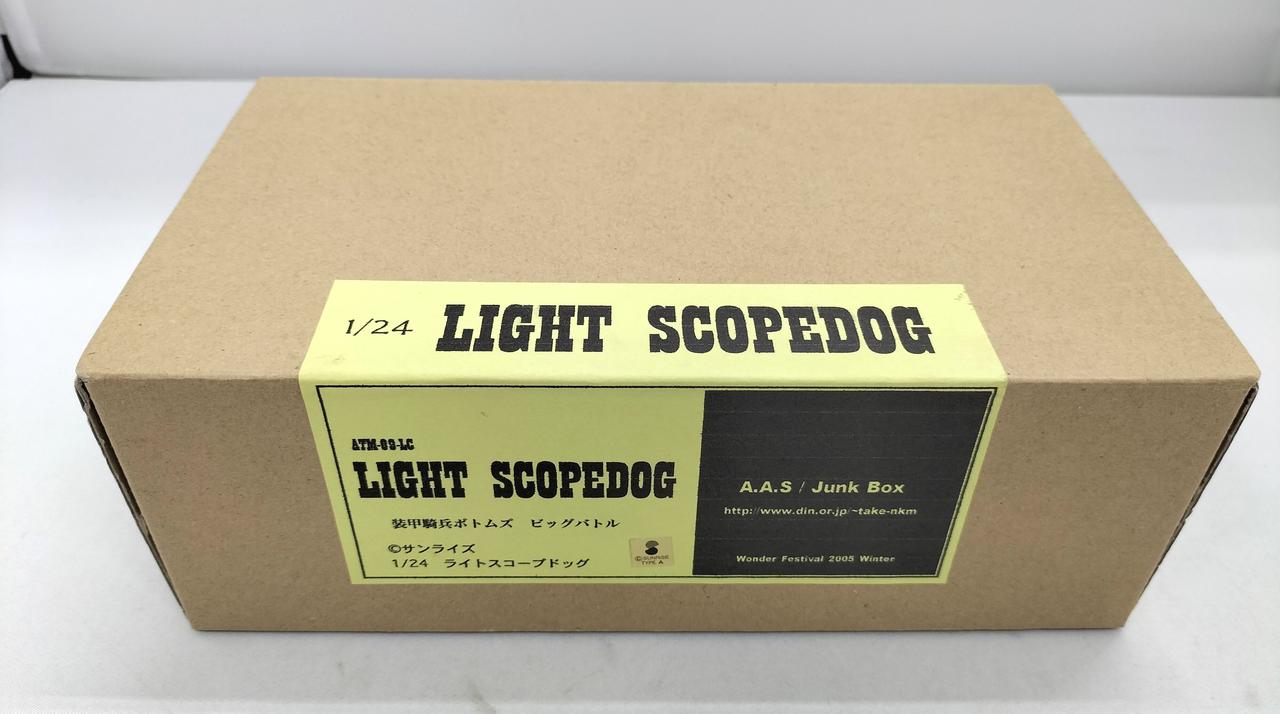 1/24 LIGHT SCOPEDOG
ATM-09-LC
LIGHT SCOPEDOG
装甲騎兵ボトムズ ビッグバトル
©サンライズ
1/24 ライトスコープドッグ
©SUNRISE
TYPE A
A.A.S / Junk Box
http://www.din.or.jp/~take-nkm
Wonder Festival 2005 Winter